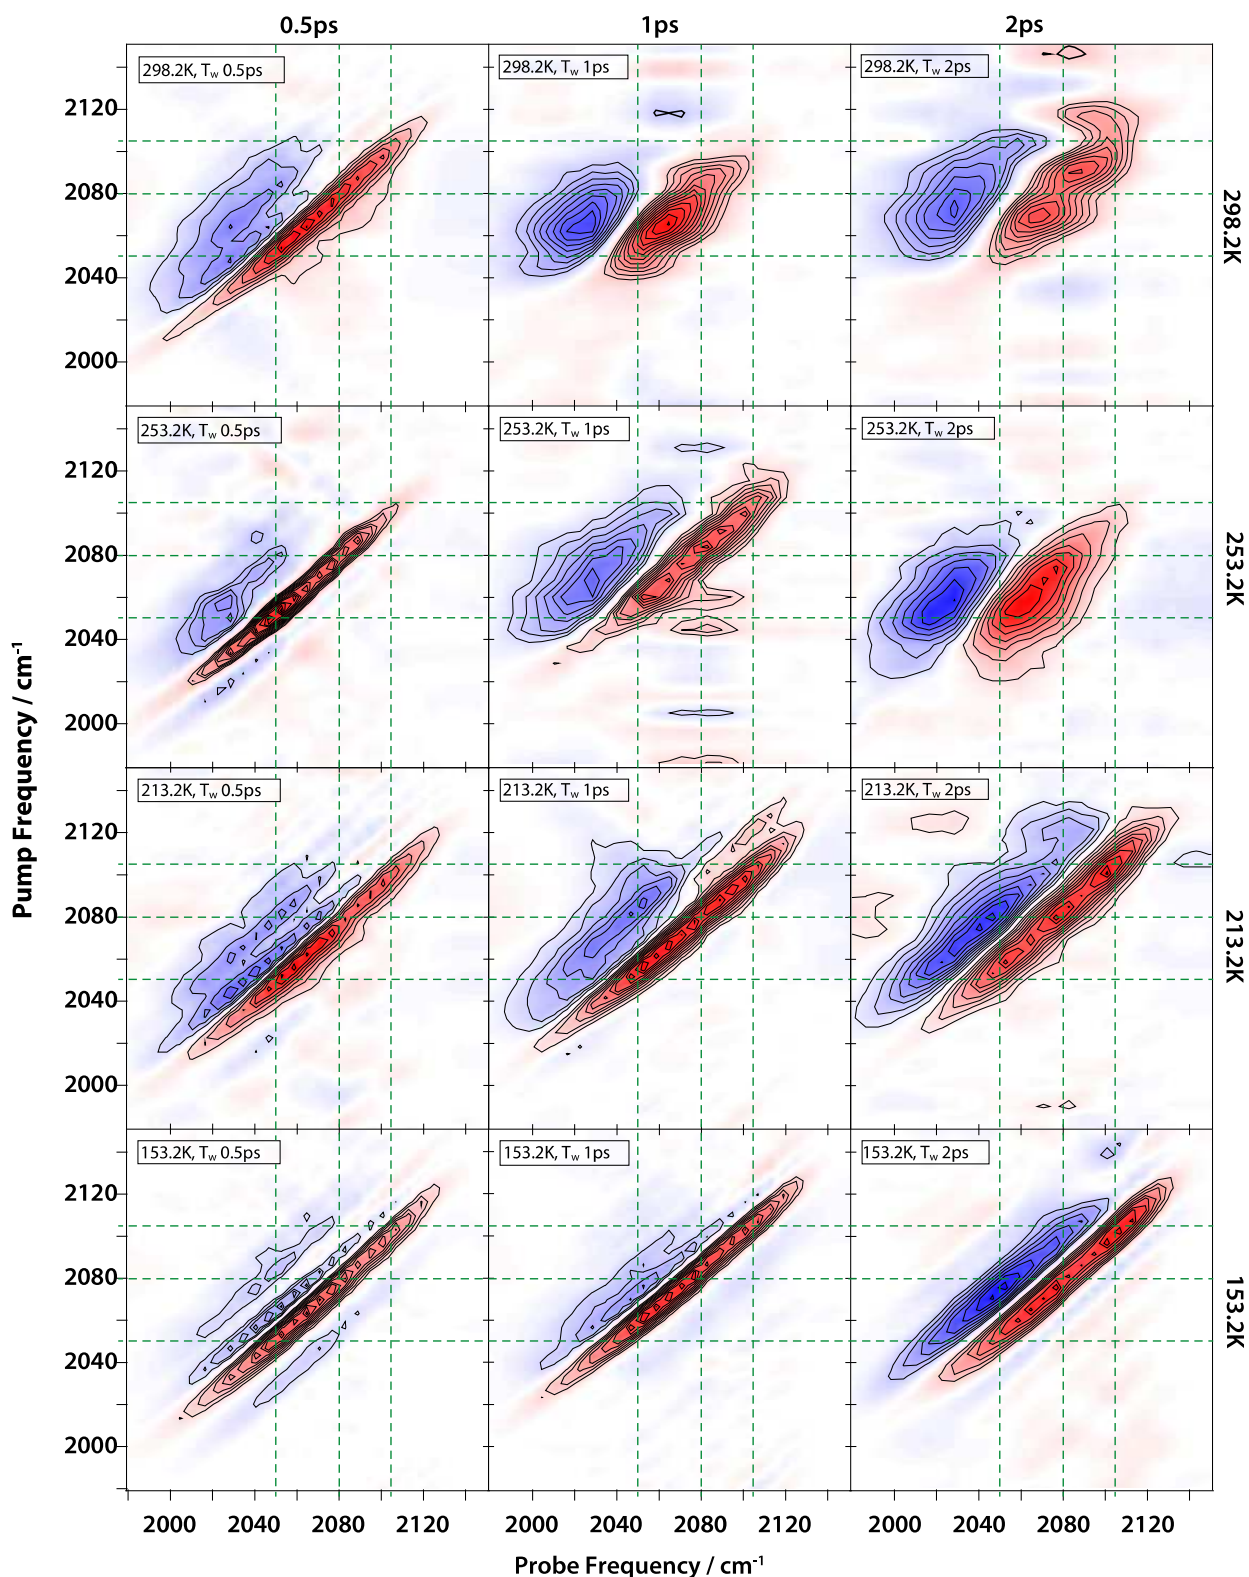 0.5ps 1ps 2ps
298.2K, Tw 0.5ps 298.2K, Tw 1ps 298.2K, Tw 2ps
2120
2080
2040
2000
298.2K
253.2K, Tw 0.5ps 253.2K, Tw 1ps 253.2K, Tw 2ps
2120
2080
2040
2000
253.2K
Pump Frequency / cm-1
213.2K, Tw 0.5ps 213.2K, Tw 1ps 213.2K, Tw 2ps
2120
2080
2040
2000
213.2K
153.2K, Tw 0.5ps 153.2K, Tw 1ps 153.2K, Tw 2ps
2120
2080
2040
2000
153.2K
2000 2040 2080 2120 2000 2040 2080 2120 2000 2040 2080 2120
Probe Frequency / cm-1